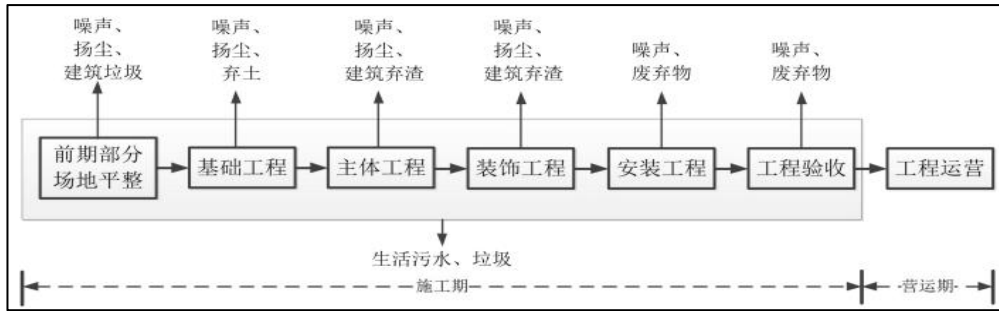 噪声、
扬尘、
建筑垃圾
噪声、
扬尘、
弃土
噪声、
扬尘、
建筑弃渣
噪声、
扬尘、
建筑弃渣
噪声、
废弃物
噪声、
废弃物
前期部分
场地平整
基础工程
主体工程
装饰工程
安装工程
工程验收
工程运营
生活污水、垃圾
施工期
营运期